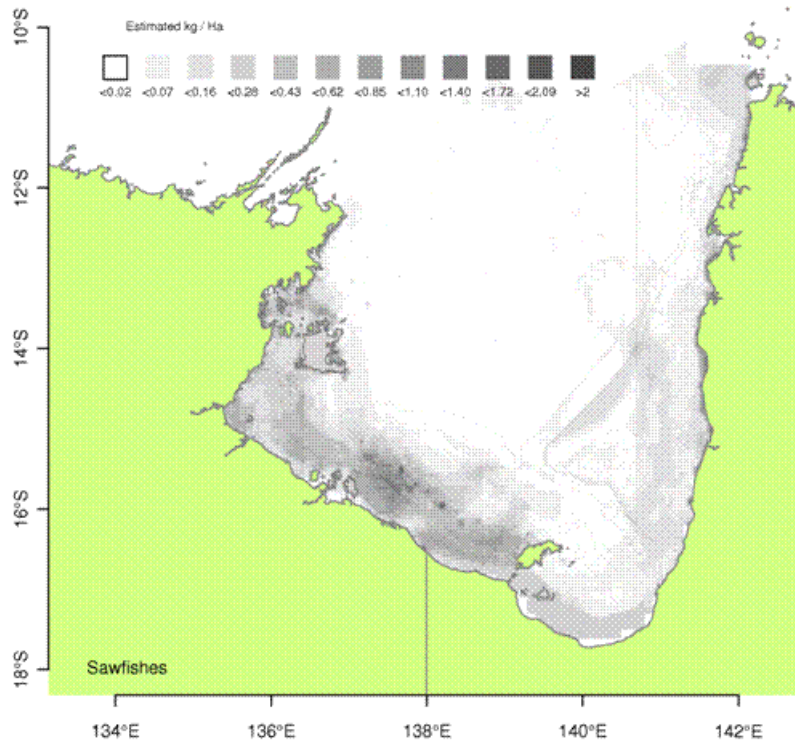 Estimated kg / Ha
<0.02 <0.07 <0.16 <0.28 <0.43 <0.62 <0.85 <1.10 <1.40 <1.72 <2.09 >2
10°S
12°S
14°S
16°S
18°S
Sawfishes
134°E 136°E 138°E 140°E 142°E